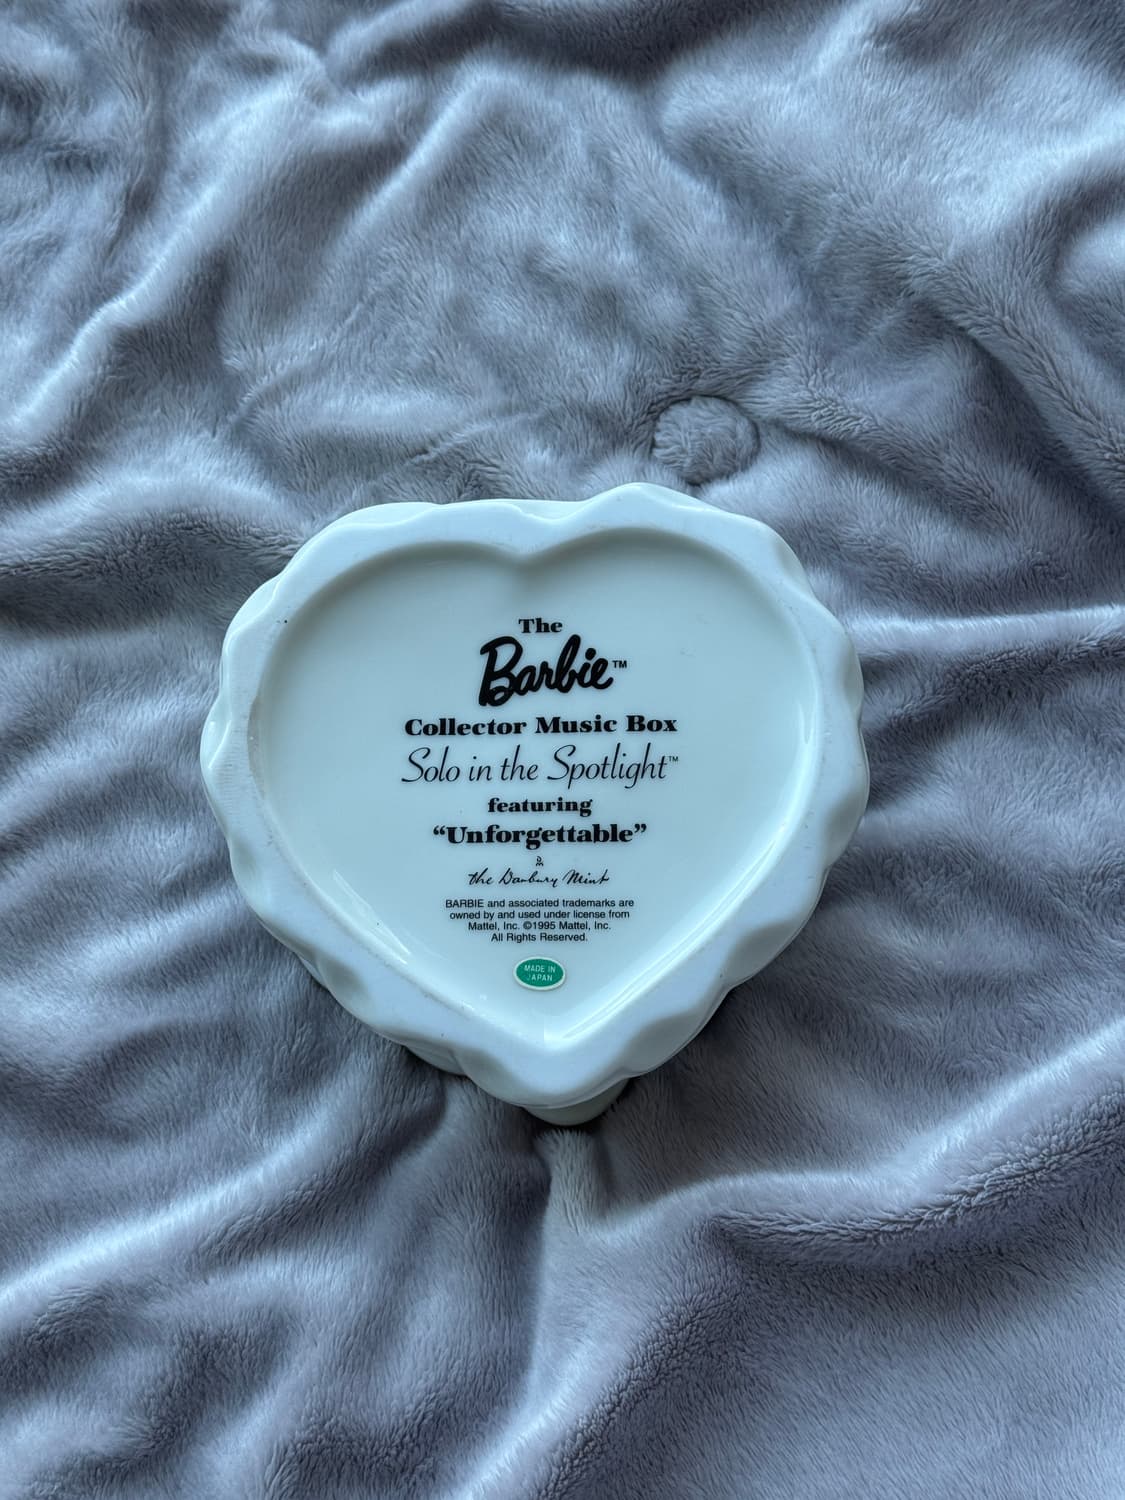 The
Barbie™
Collector Music Box
Solo in the Spotlight™
featuring
“Unforgettable”
the Danbury Mint
BARBIE and associated trademarks are
owned by and used under license from
Mattel, Inc. ©1995 Mattel, Inc.
All Rights Reserved.
MADE IN
JAPAN